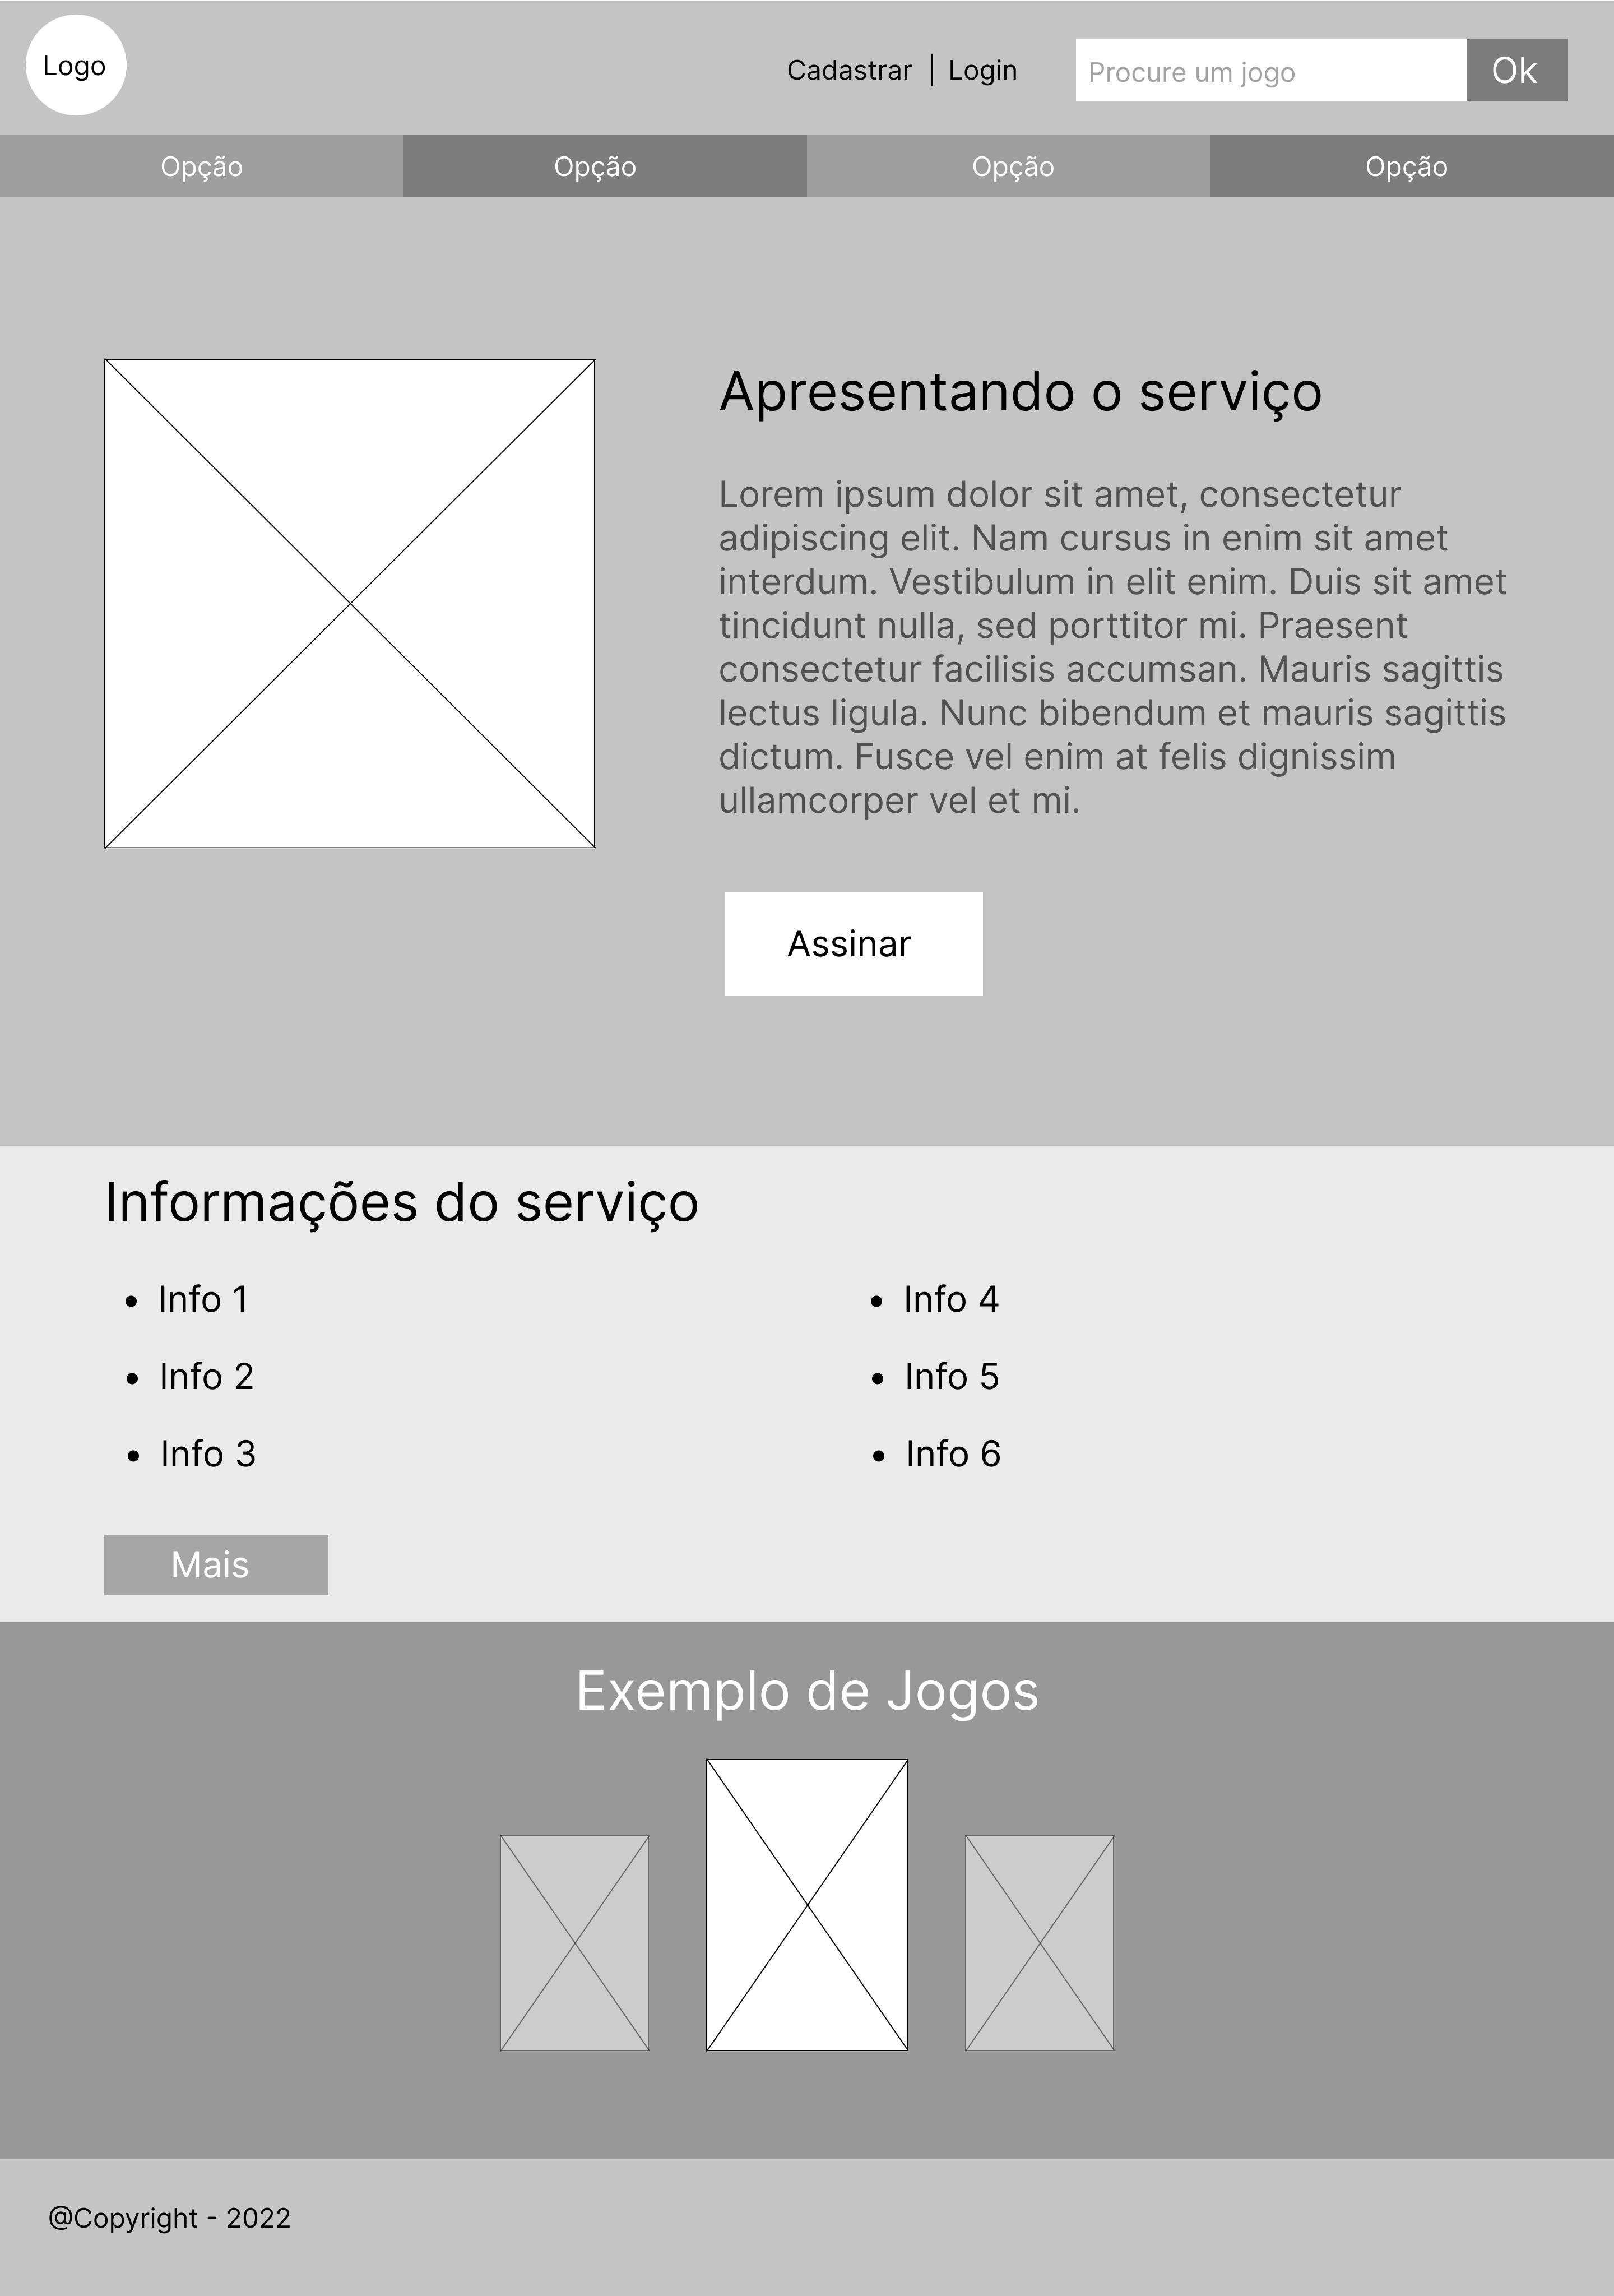 Logo
Cadastrar | Login
Procure um jogo
Ok
Opção
Opção
Opção
Opção
Apresentando o serviço
Lorem ipsum dolor sit amet, consectetur
adipiscing elit. Nam cursus in enim sit amet
interdum. Vestibulum in elit enim. Duis sit amet
tincidunt nulla, sed porttitor mi. Praesent
consectetur facilisis accumsan. Mauris sagittis
lectus ligula. Nunc bibendum et mauris sagittis
dictum. Fusce vel enim at felis dignissim
ullamcorper vel et mi.
Assinar
Informações do serviço
• Info 1
• Info 2
• Info 3
• Info 4
• Info 5
• Info 6
Mais
Exemplo de Jogos
@Copyright - 2022